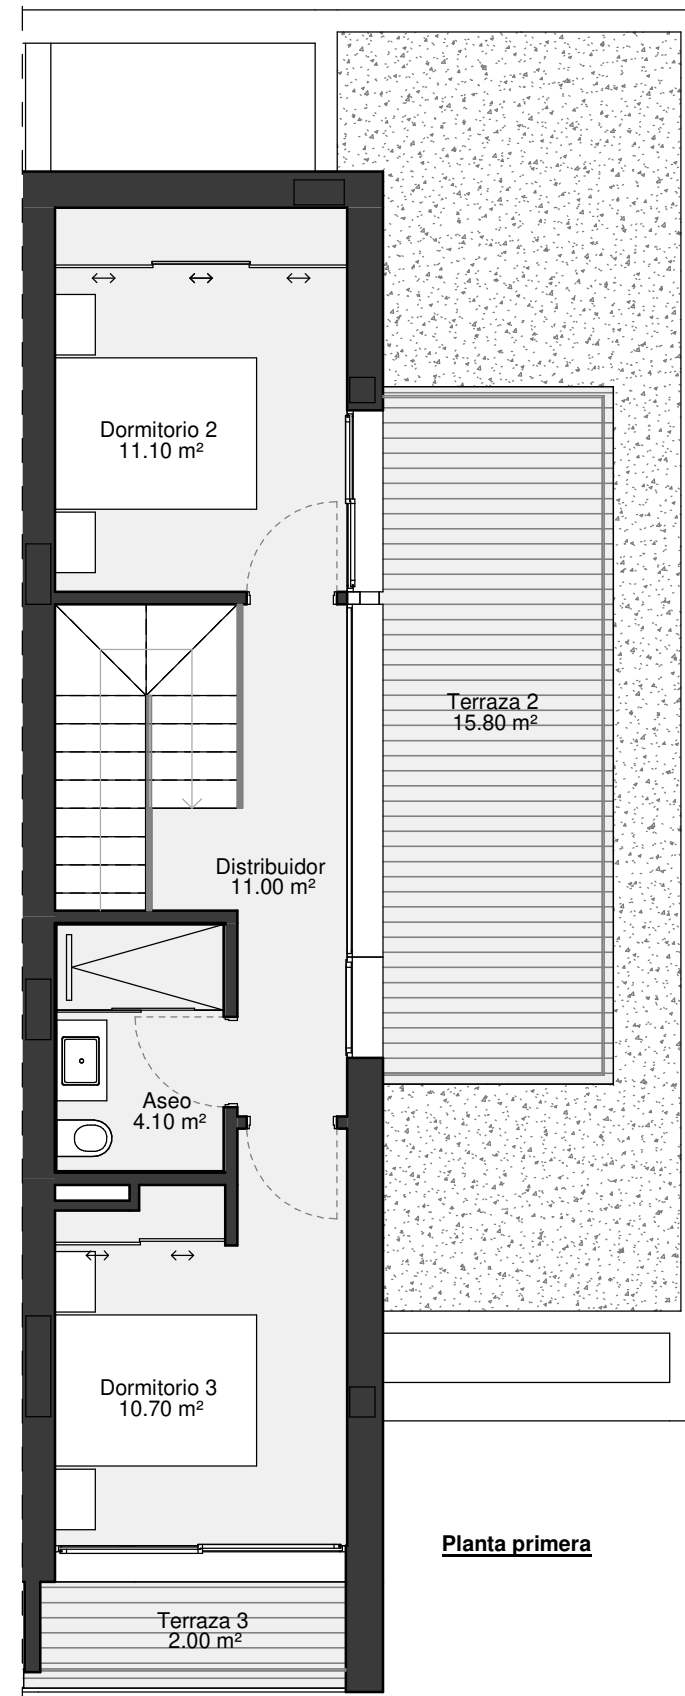 Dormitorio 2
11.10 m²
Terraza 2
15.80 m²
Distribuidor
11.00 m²
Aseo
4.10 m²
Dormitorio 3
10.70 m²
Planta primera
Terraza 3
2.00 m²